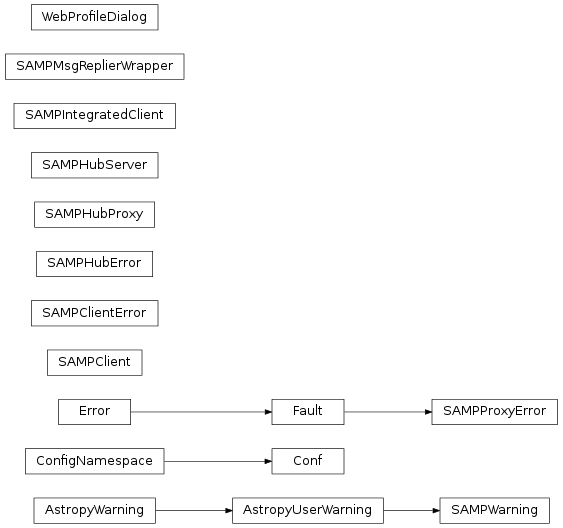 WebProfileDialog
SAMPMsgReplierWrapper
SAMPIntegratedClient
SAMPHubServer
SAMPHubProxy
SAMPHubError
SAMPClientError
SAMPClient
Error Fault SAMPProxyError
ConfigNamespace Conf
AstropyWarning AstropyUserWarning SAMPWarning